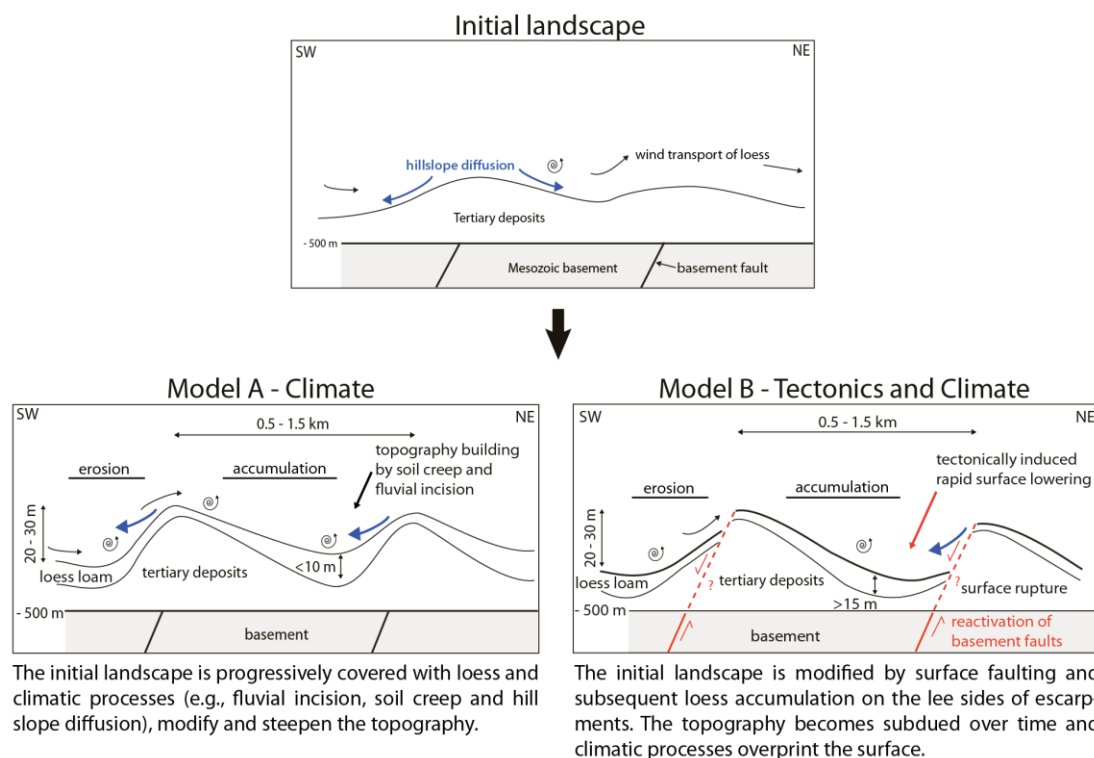 Initial landscape
SW
NE
wind transport of loess
hillslope diffusion
Tertiary deposits
- 500 m
Mesozoic basement
basement fault
Model A - Climate
SW
NE
0.5 - 1.5 km
topography building
by soil creep and
fluvial incision
erosion
accumulation
20 - 30 m
<10 m
loess loam
tertiary deposits
- 500 m
basement
The initial landscape is progressively covered with loess and
climatic processes (e.g., fluvial incision, soil creep and hill
slope diffusion), modify and steepen the topography.
Model B - Tectonics and Climate
SW
NE
0.5 - 1.5 km
tectonically induced
rapid surface lowering
erosion
accumulation
20 - 30 m
loess loam
?
tertiary deposits
?
>15 m
surface rupture
- 500 m
basement
reactivation of
basement faults
The initial landscape is modified by surface faulting and
subsequent loess accumulation on the lee sides of escarp-
ments. The topography becomes subdued over time and
climatic processes overprint the surface.